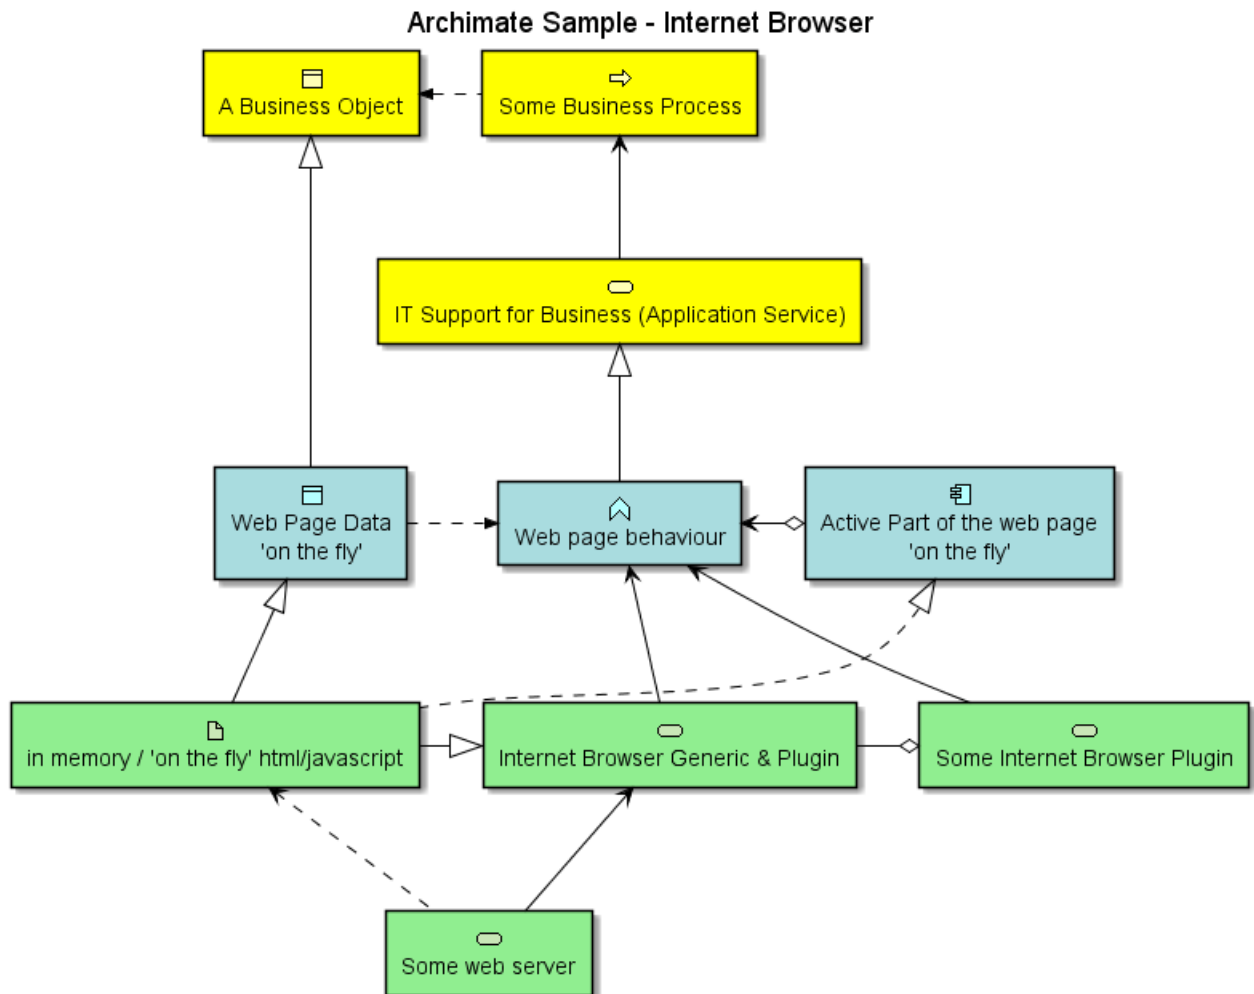 Archimate Sample - Internet Browser
A Business Object
Some Business Process
IT Support for Business (Application Service)
Web Page Data
'on the fly'
Web page behaviour
Active Part of the web page
'on the fly'
in memory / 'on the fly' html/javascript
Internet Browser Generic & Plugin
Some Internet Browser Plugin
Some web server